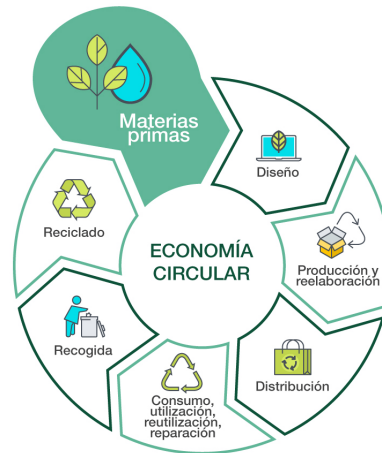 Materias
primas
Diseño
Producción y
reelaboración
Distribución
Consumo,
utilización,
reutilización,
reparación
Recogida
Reciclado
ECONOMÍA
CIRCULAR